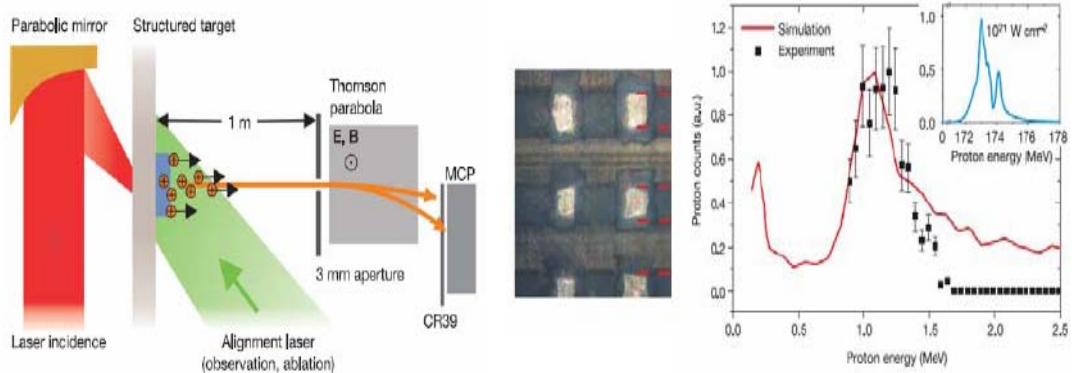 Parabolic mirror
Structured target
1 m
Thomson
parabola
E, B
MCP
3 mm aperture
CR39
Laser incidence
Alignment laser
(observation, ablation)
Simulation
Experiment
Proton counts (a.u.)
1.2
1.0
0.8
0.6
0.4
0.2
0.0
0.0
0.5
1.0
1.5
2.0
2.5
Proton energy (MeV)
10²¹ W cm⁻²
1.0
0.5
0
0 172 174 176 178
Proton energy (MeV)